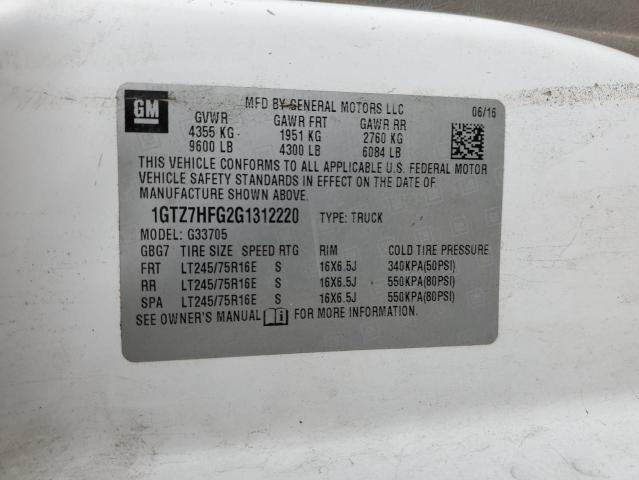 GM
MFD BY GENERAL MOTORS LLC
06/16
GVWR GAWR FRT GAWR RR
4355 KG 1951 KG 2760 KG
9600 LB 4300 LB 6084 LB
THIS VEHICLE CONFORMS TO ALL APPLICABLE U.S. FEDERAL MOTOR
VEHICLE SAFETY STANDARDS IN EFFECT ON THE DATE OF
MANUFACTURE SHOWN ABOVE.
1GTZ7HFG2G1312220 TYPE: TRUCK
MODEL: G33705
GBG7 TIRE SIZE SPEED RTG RIM COLD TIRE PRESSURE
FRT LT245/75R16E S 16X6.5J 340KPA(50PSI)
RR LT245/75R16E S 16X6.5J 550KPA(80PSI)
SPA LT245/75R16E S 16X6.5J 550KPA(80PSI)
SEE OWNER'S MANUAL i FOR MORE INFORMATION.